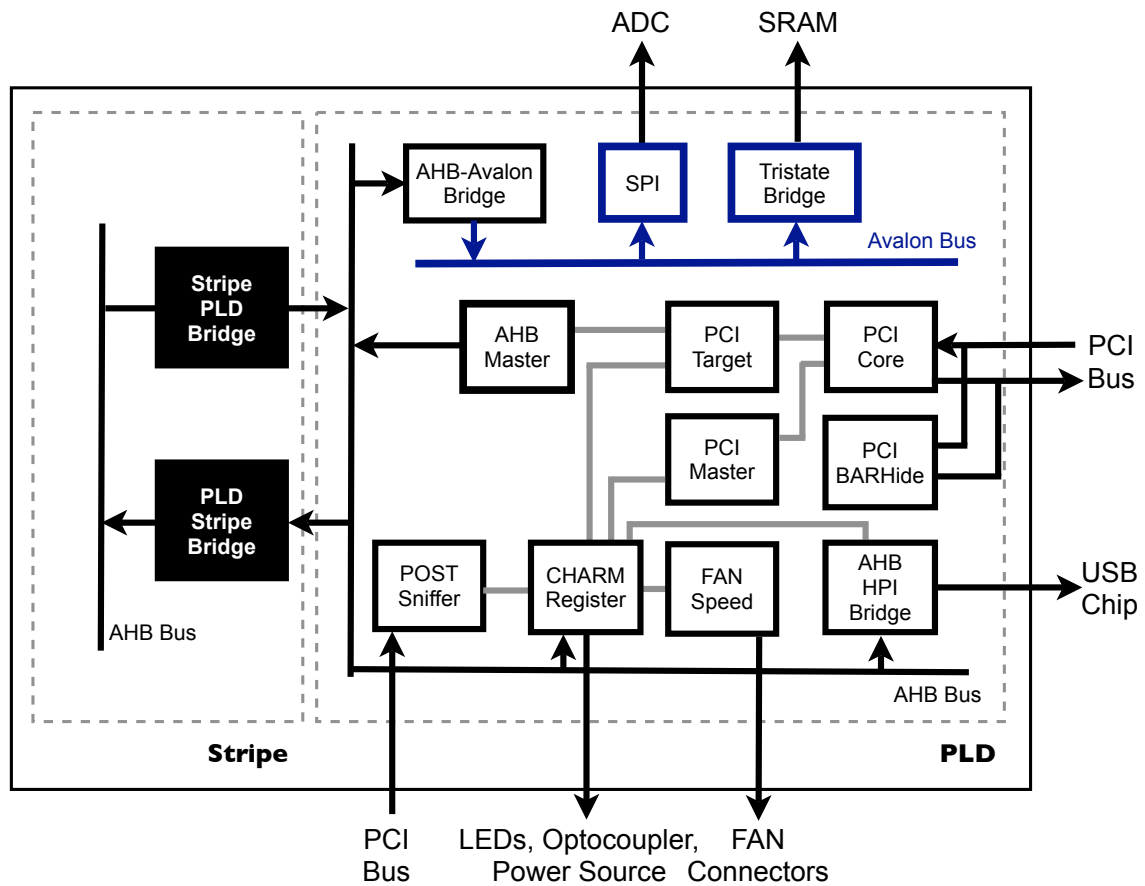 ADC
SRAM
AHB-Avalon
Bridge
SPI
Tristate
Bridge
Avalon Bus
Stripe
PLD
Bridge
AHB
Master
PCI
Target
PCI
Core
PCI
Bus
PCI
Master
PCI
BARHide
PLD
Stripe
Bridge
POST
Sniffer
CHARM
Register
FAN
Speed
AHB
HPI
Bridge
USB
Chip
AHB Bus
AHB Bus
Stripe
PLD
PCI
Bus
LEDs, Optocoupler,
Power Source
FAN
Connectors